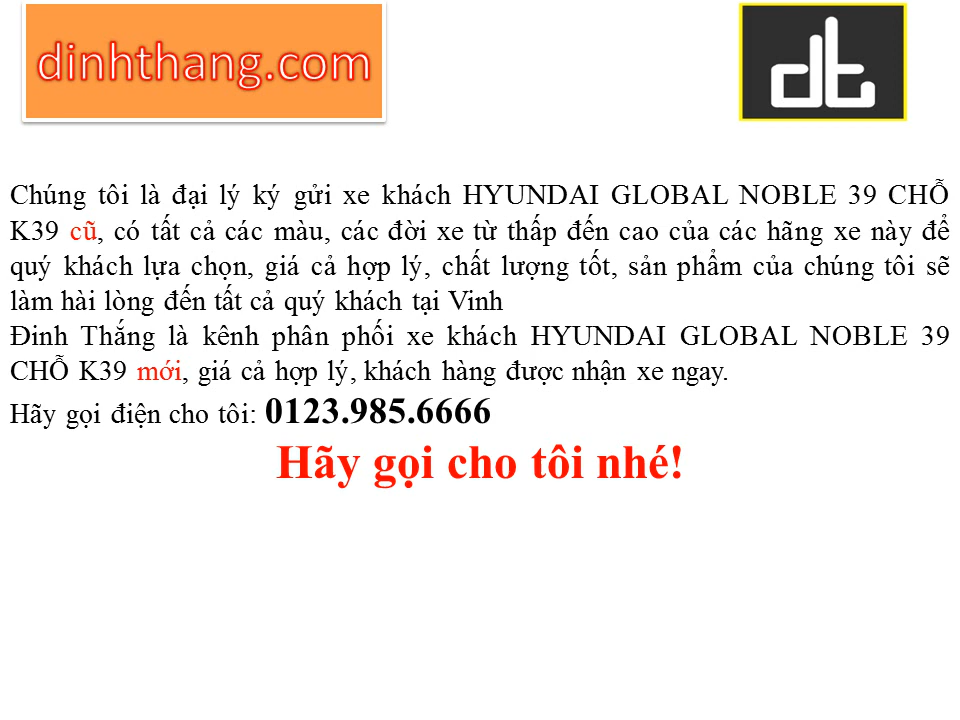 dinhthang.com
dt
Chúng tôi là đại lý ký gửi xe khách HYUNDAI GLOBAL NOBLE 39 CHỖ
K39 cũ, có tất cả các màu, các đời xe từ thấp đến cao của các hãng xe này để
quý khách lựa chọn, giá cả hợp lý, chất lượng tốt, sản phẩm của chúng tôi sẽ
làm hài lòng đến tất cả quý khách tại Vinh
Đinh Thắng là kênh phân phối xe khách HYUNDAI GLOBAL NOBLE 39
CHỖ K39 mới, giá cả hợp lý, khách hàng được nhận xe ngay.
Hãy gọi điện cho tôi: 0123.985.6666
Hãy gọi cho tôi nhé!